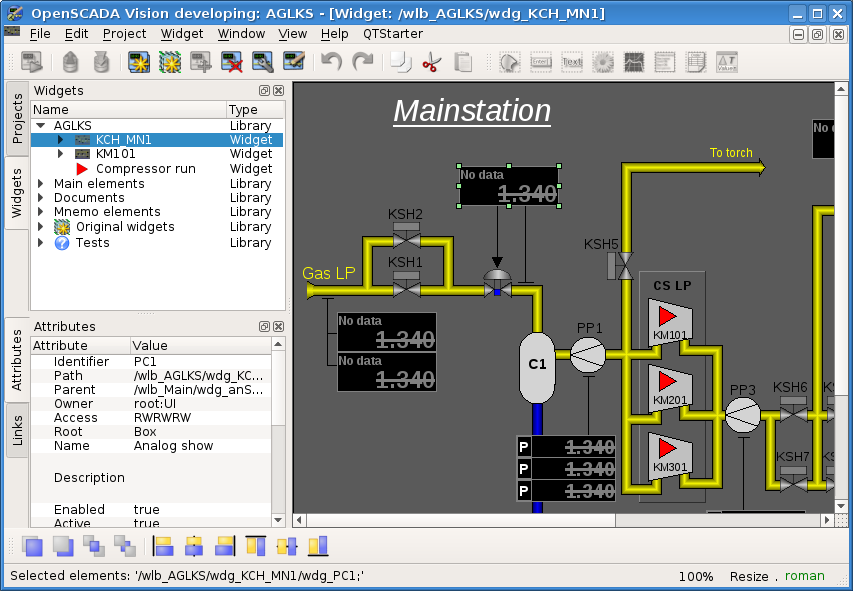 OpenSCADA Vision developing: AGLKS - [Widget: /wlb_AGLKS/wdg_KCH_MN1]
File Edit Project Widget Window View Help QTStarter
Projects
Widgets
Attributes
Links
Widgets
Name Type
AGLKS Library
KCH_MN1 Widget
KM101 Widget
Compressor run Widget
Main elements Library
Documents Library
Mnemo elements Library
Original widgets Library
Tests Library
Attributes
Attribute Value
Identifier PC1
Path /wlb_AGLKS/wdg_KC...
Parent /wlb_Main/wdg_anS...
Owner root:UI
Access RWRWRW
Root Box
Name Analog show
Description
Enabled true
Active true
Mainstation
No d
To torch
No data
1.340
KSH2
KSH5
KSH1
Gas LP
CS LP
No data
1.340
No data
1.340
PP1
KM101
C1
KM201
PP3
KSH6
P 1.340
P 1.340
P 1.340
KM301
KSH7
Selected elements: '/wlb_AGLKS/wdg_KCH_MN1/wdg_PC1;'
100% Resize . roman